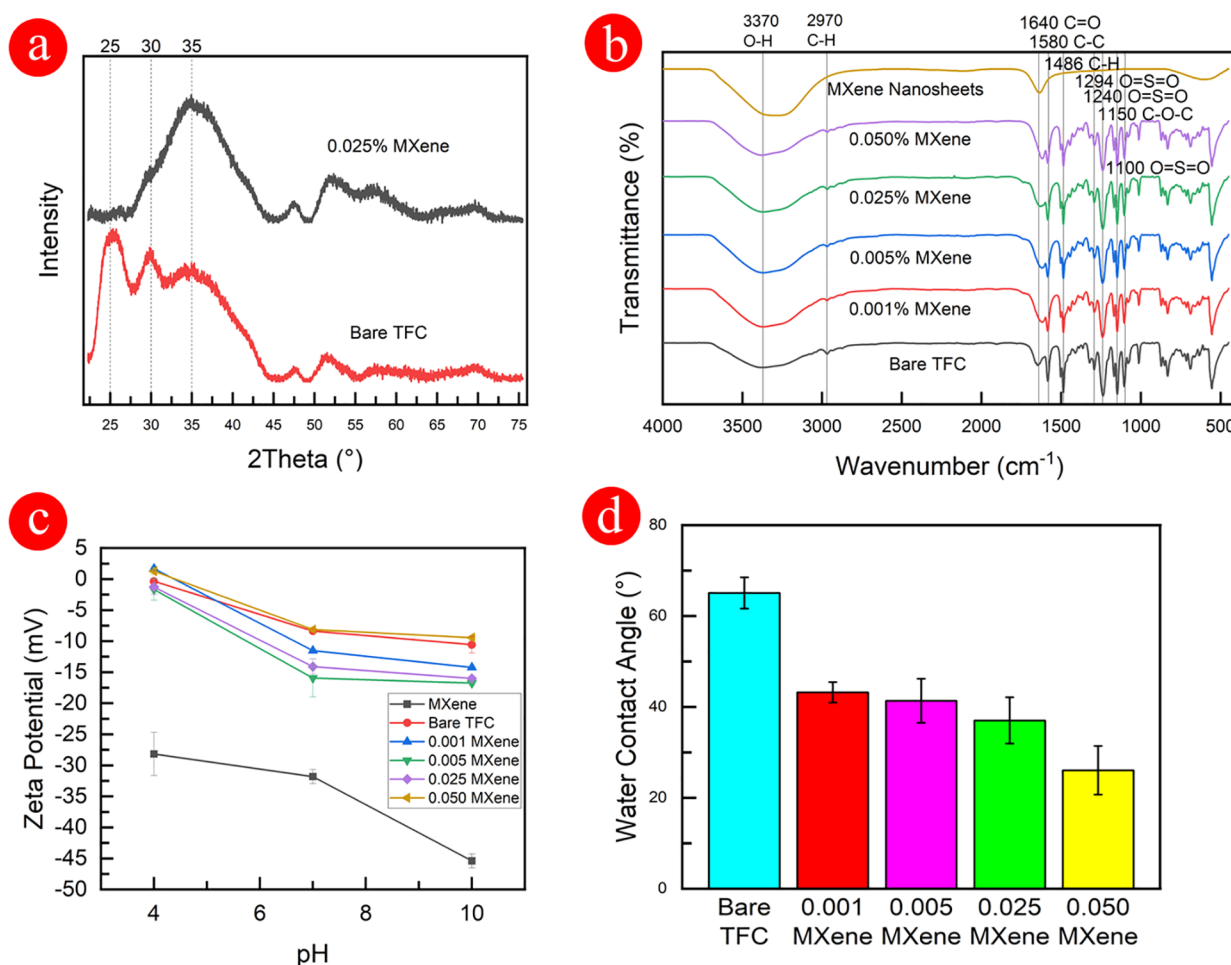 a
25 30 35
0.025% MXene
Bare TFC
Intensity
25 30 35 40 45 50 55 60 65 70 75
2Theta (°)
b
3370
O-H
2970
C-H
1640 C=O
1580 C-C
1486 C-H
1294 O=S=O
1240 O=S=O
1150 C-O-C
1100 O=S=O
MXene Nanosheets
0.050% MXene
0.025% MXene
0.005% MXene
0.001% MXene
Bare TFC
Transmittance (%)
4000 3500 3000 2500 2000 1500 1000 500
Wavenumber (cm-1)
c
5
0
-5
-10
-15
-20
-25
-30
-35
-40
-45
-50
Zeta Potential (mV)
MXene
Bare TFC
0.001 MXene
0.005 MXene
0.025 MXene
0.050 MXene
4 6 8 10
pH
d
80
60
40
20
0
Water Contact Angle (°)
Bare
TFC
0.001
MXene
0.005
MXene
0.025
MXene
0.050
MXene